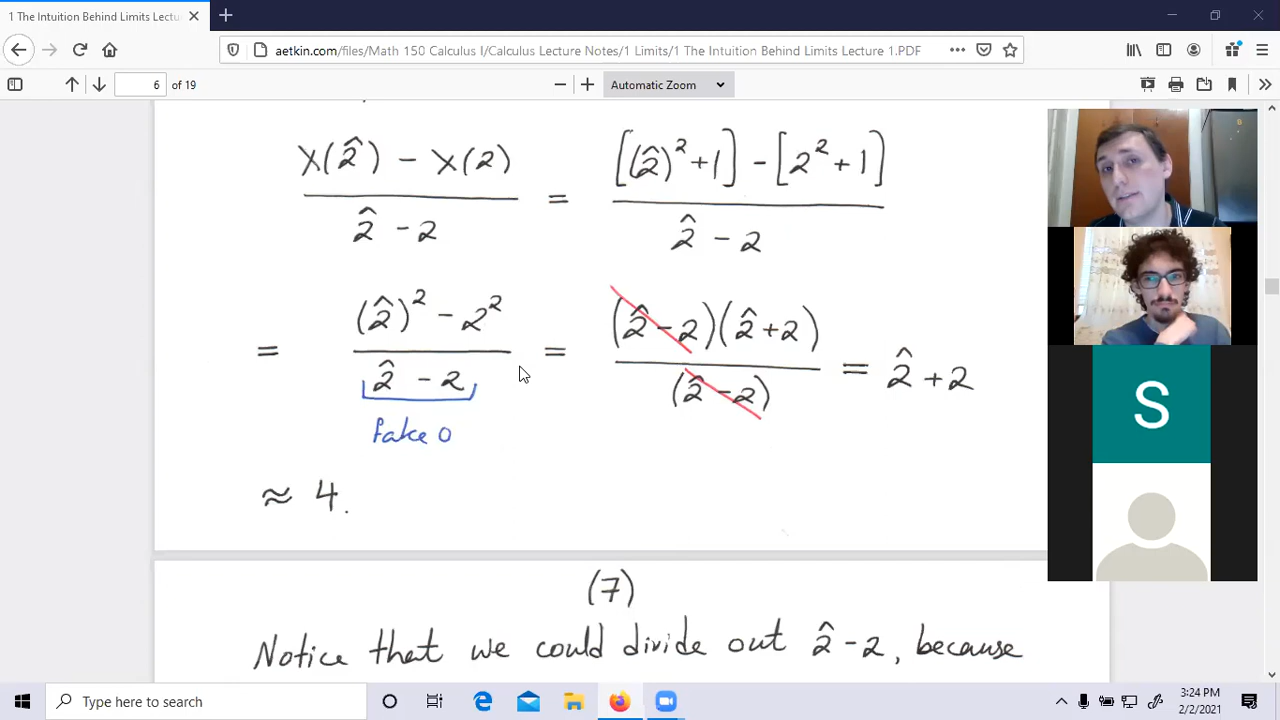 1 The Intuition Behind Limits Lectu
aetkin.com/files/Math 150 Calculus I/Calculus Lecture Notes/1 Limits/1 The Intuition Behind Limits Lecture 1.PDF
6 of 19
Automatic Zoom
X(2̂) − X(2) / 2̂ − 2 = [(2̂)² + 1] − [2² + 1] / 2̂ − 2
= (2̂)² − 2² / 2̂ − 2 = (2̂ − 2)(2̂ + 2) / (2̂ − 2) = 2̂ + 2
fake 0
≈ 4.
(7)
Notice that we could divide out 2̂ − 2, because
S
Type here to search
3:24 PM
2/2/2021